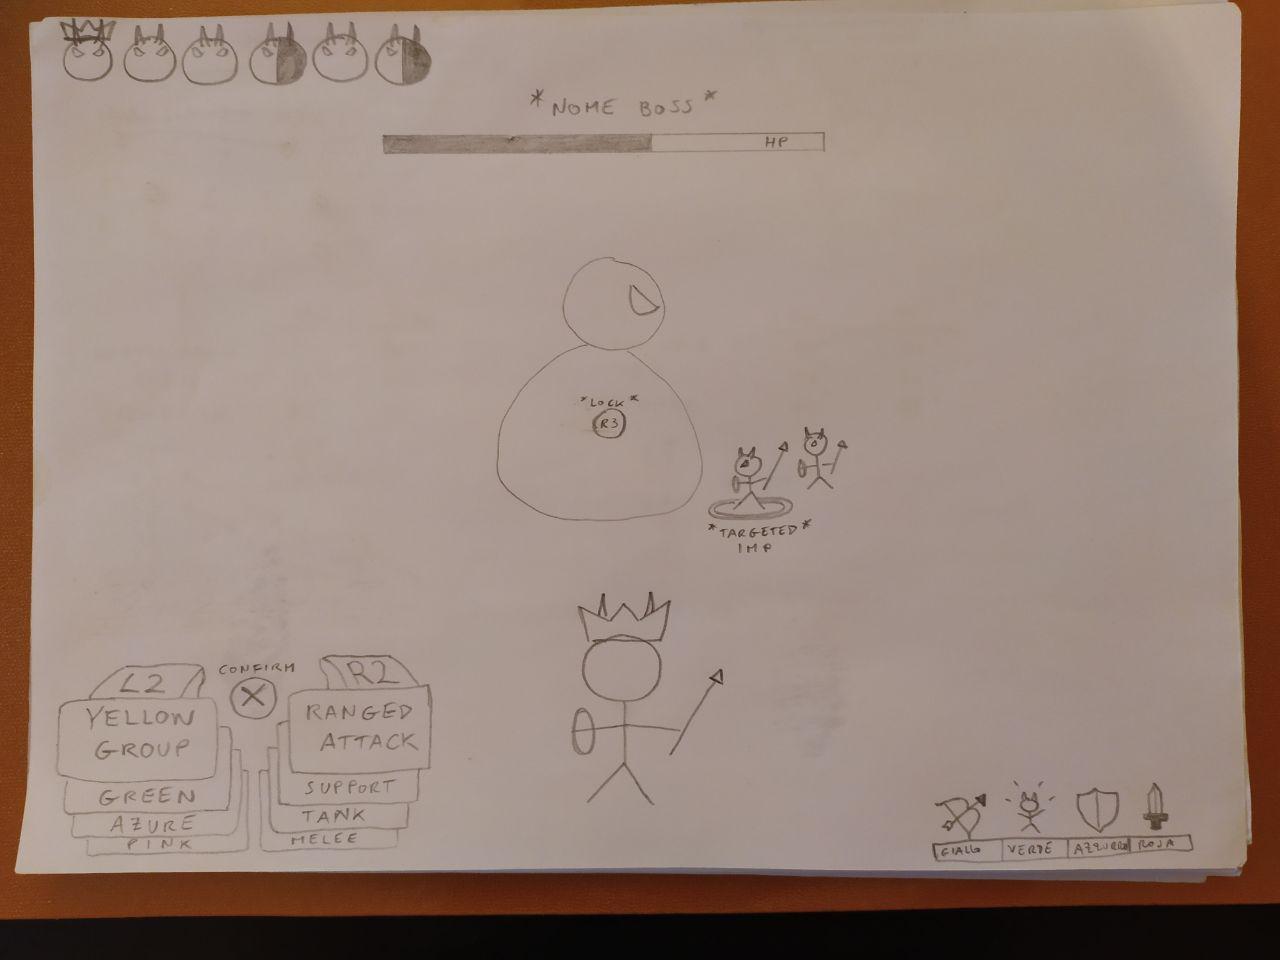 *NOME BOSS*
HP
*LOCK*
R3
*TARGETED*
IMP
L2
CONFIRM
X
R2
YELLOW
GROUP
GREEN
AZURE
PINK
RANGED
ATTACK
SUPPORT
TANK
MELEE
GIALLO
VERDE
AZZURRO
ROSA